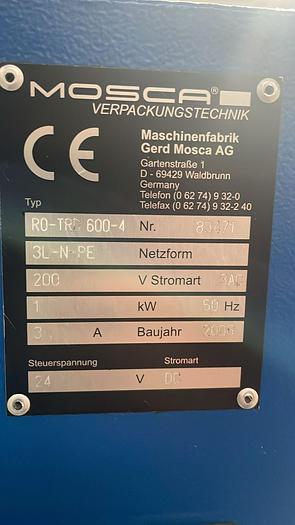 MOSCA®
VERPACKUNGSTECHNIK
CE
Maschinenfabrik
Gerd Mosca AG
Gartenstraße 1
D - 69429 Waldbrunn
Germany
Telefon (0 62 74) 9 32-0
Telefax (0 62 74) 9 32-2 40
Typ
600-4 Nr.
3L-N-PE Netzform
200 V Stromart
1 kW 50 Hz
3 A Baujahr
Steuerspannung Stromart
24 V DC